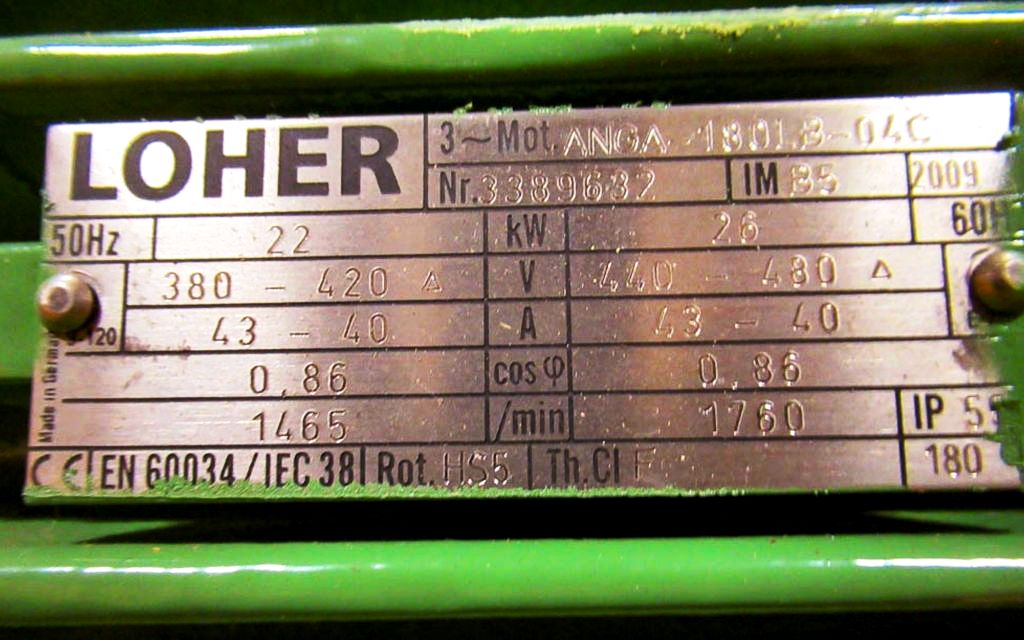 LOHER
3~Mot. ANGA-180LB-04C
Nr. 3389632 IM B5 2009
50Hz 22 kW 26 60H
380 - 420 Δ V 440 - 480 Δ
43 - 40 A 43 - 40
0,86 cosφ 0,86
1465 /min 1760 IP 55
CE EN 60034/IEC 38 Rot. HS5 Th.Cl F 180
Made in Germany